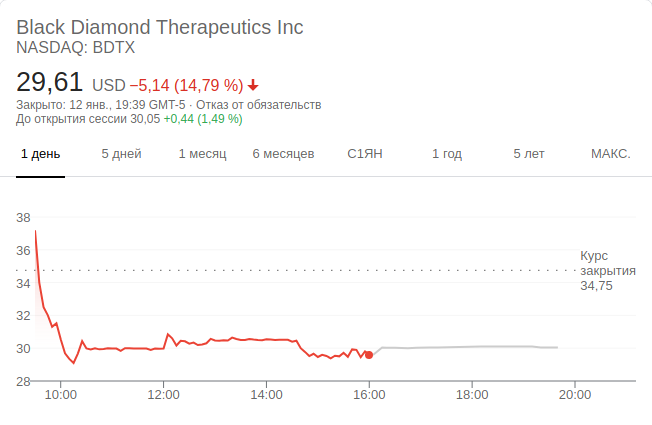 Black Diamond Therapeutics Inc
NASDAQ: BDTX
29,61 USD −5,14 (14,79 %)
Закрыто: 12 янв., 19:39 GMT-5 · Отказ от обязательств
До открытия сессии 30,05 +0,44 (1,49 %)
1 день 5 дней 1 месяц 6 месяцев С1ЯН 1 год 5 лет МАКС.
38
36
Курс
закрытия
34,75
34
32
30
28
10:00 12:00 14:00 16:00 18:00 20:00